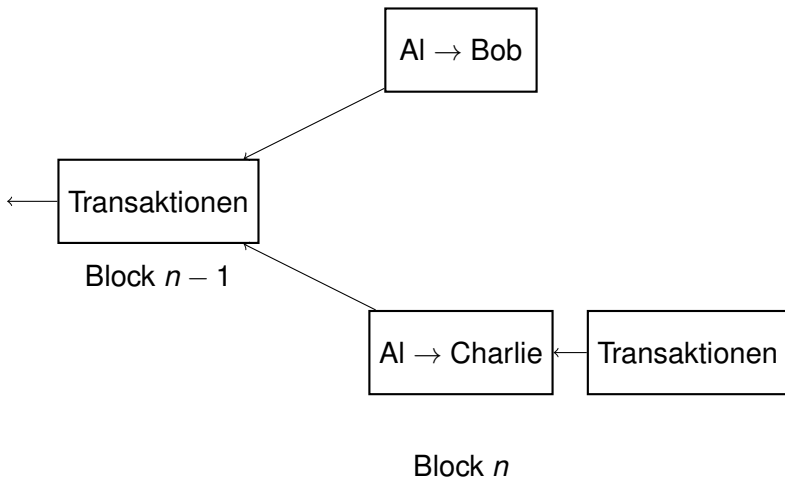 Al → Bob
Transaktionen
Block n − 1
Al → Charlie
Transaktionen
Block n